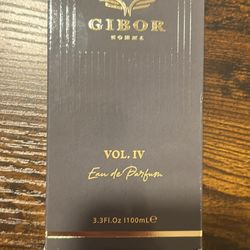 GIBOR
VOL. IV
Eau de Parfum
3.3Fl.Oz |100mL℮